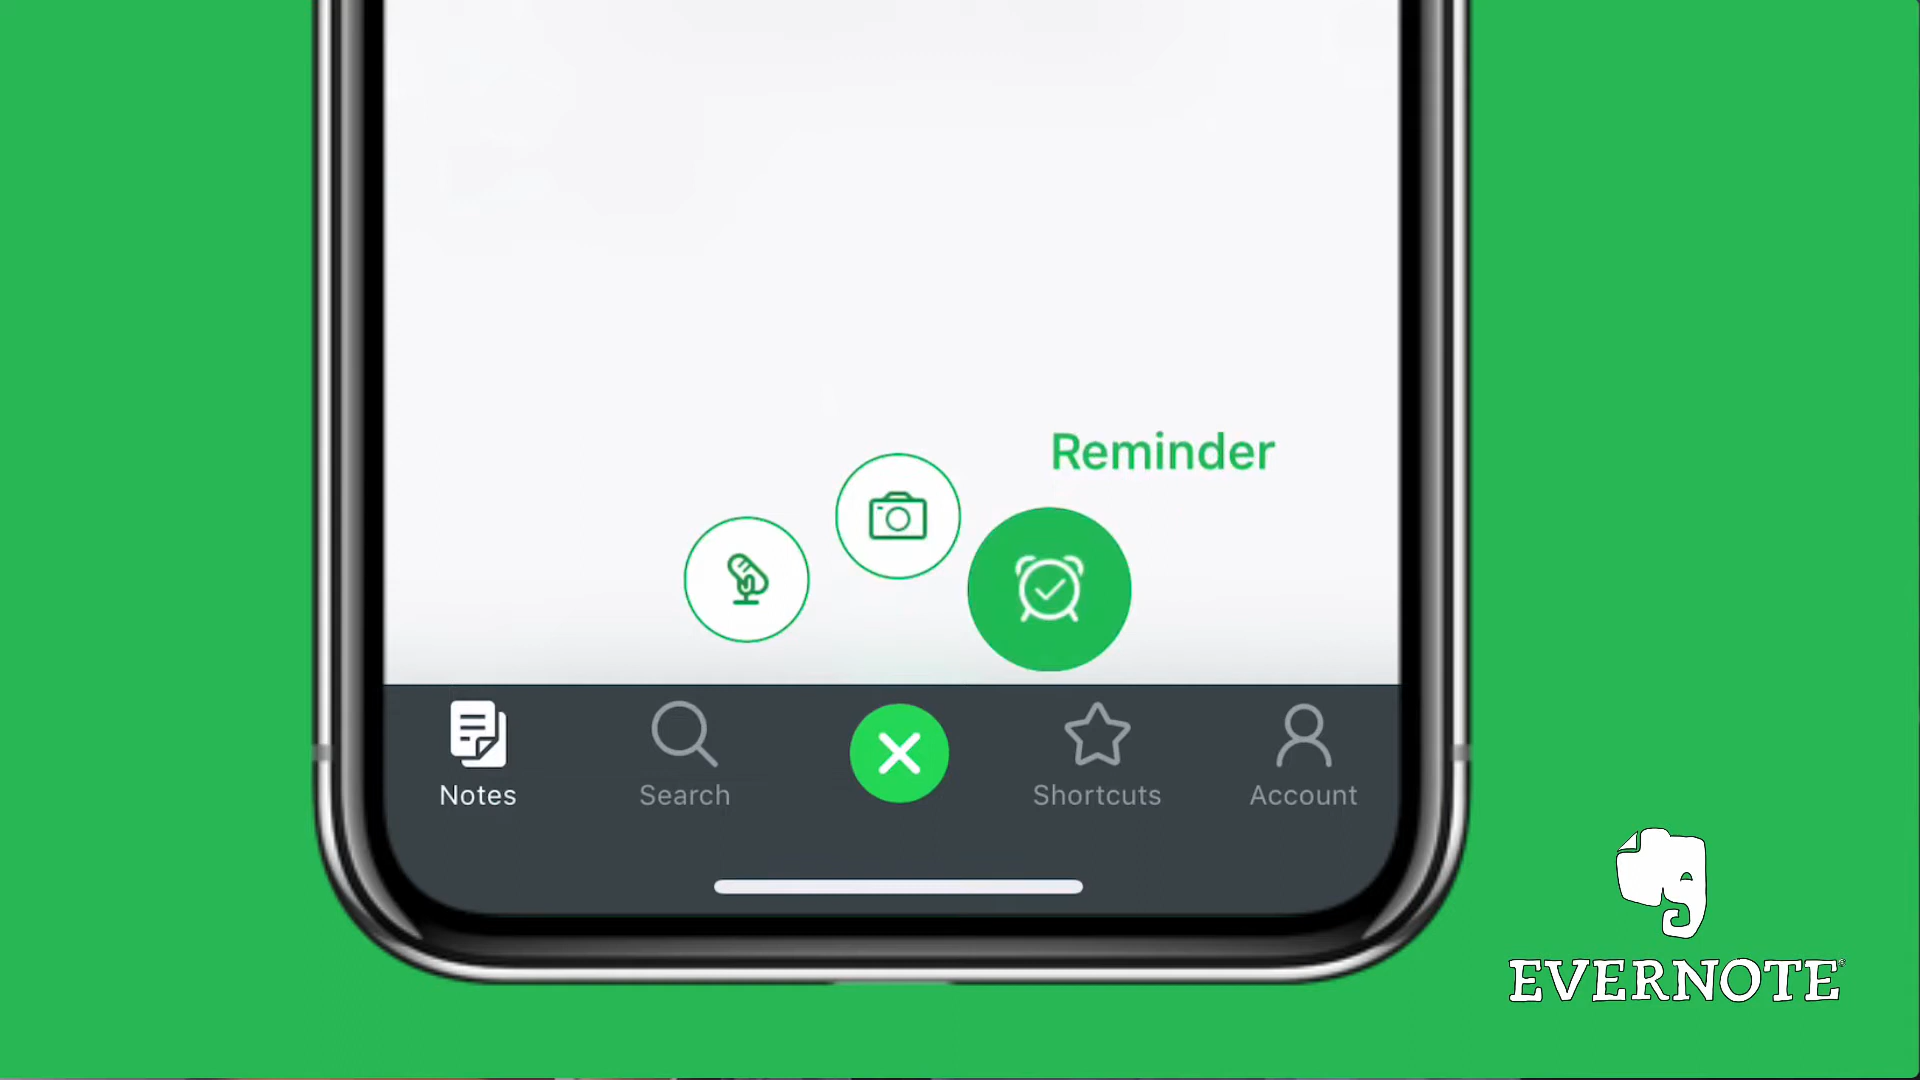 Reminder
Notes
Search
Shortcuts
Account
EVERNOTE